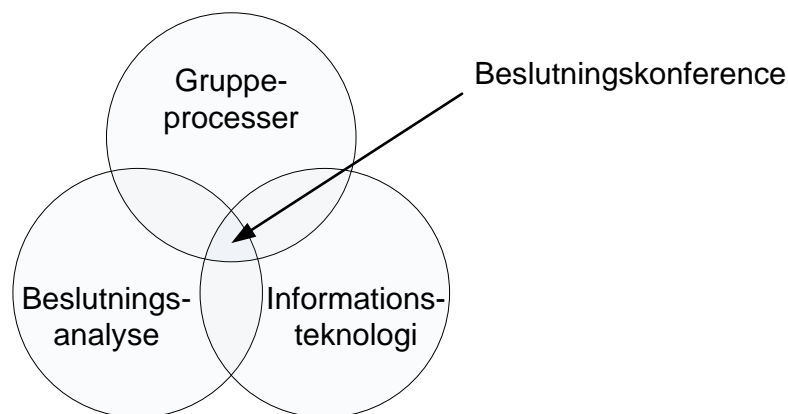 Gruppe-
processer
Beslutningskonference
Beslutnings-
analyse
Informations-
teknologi